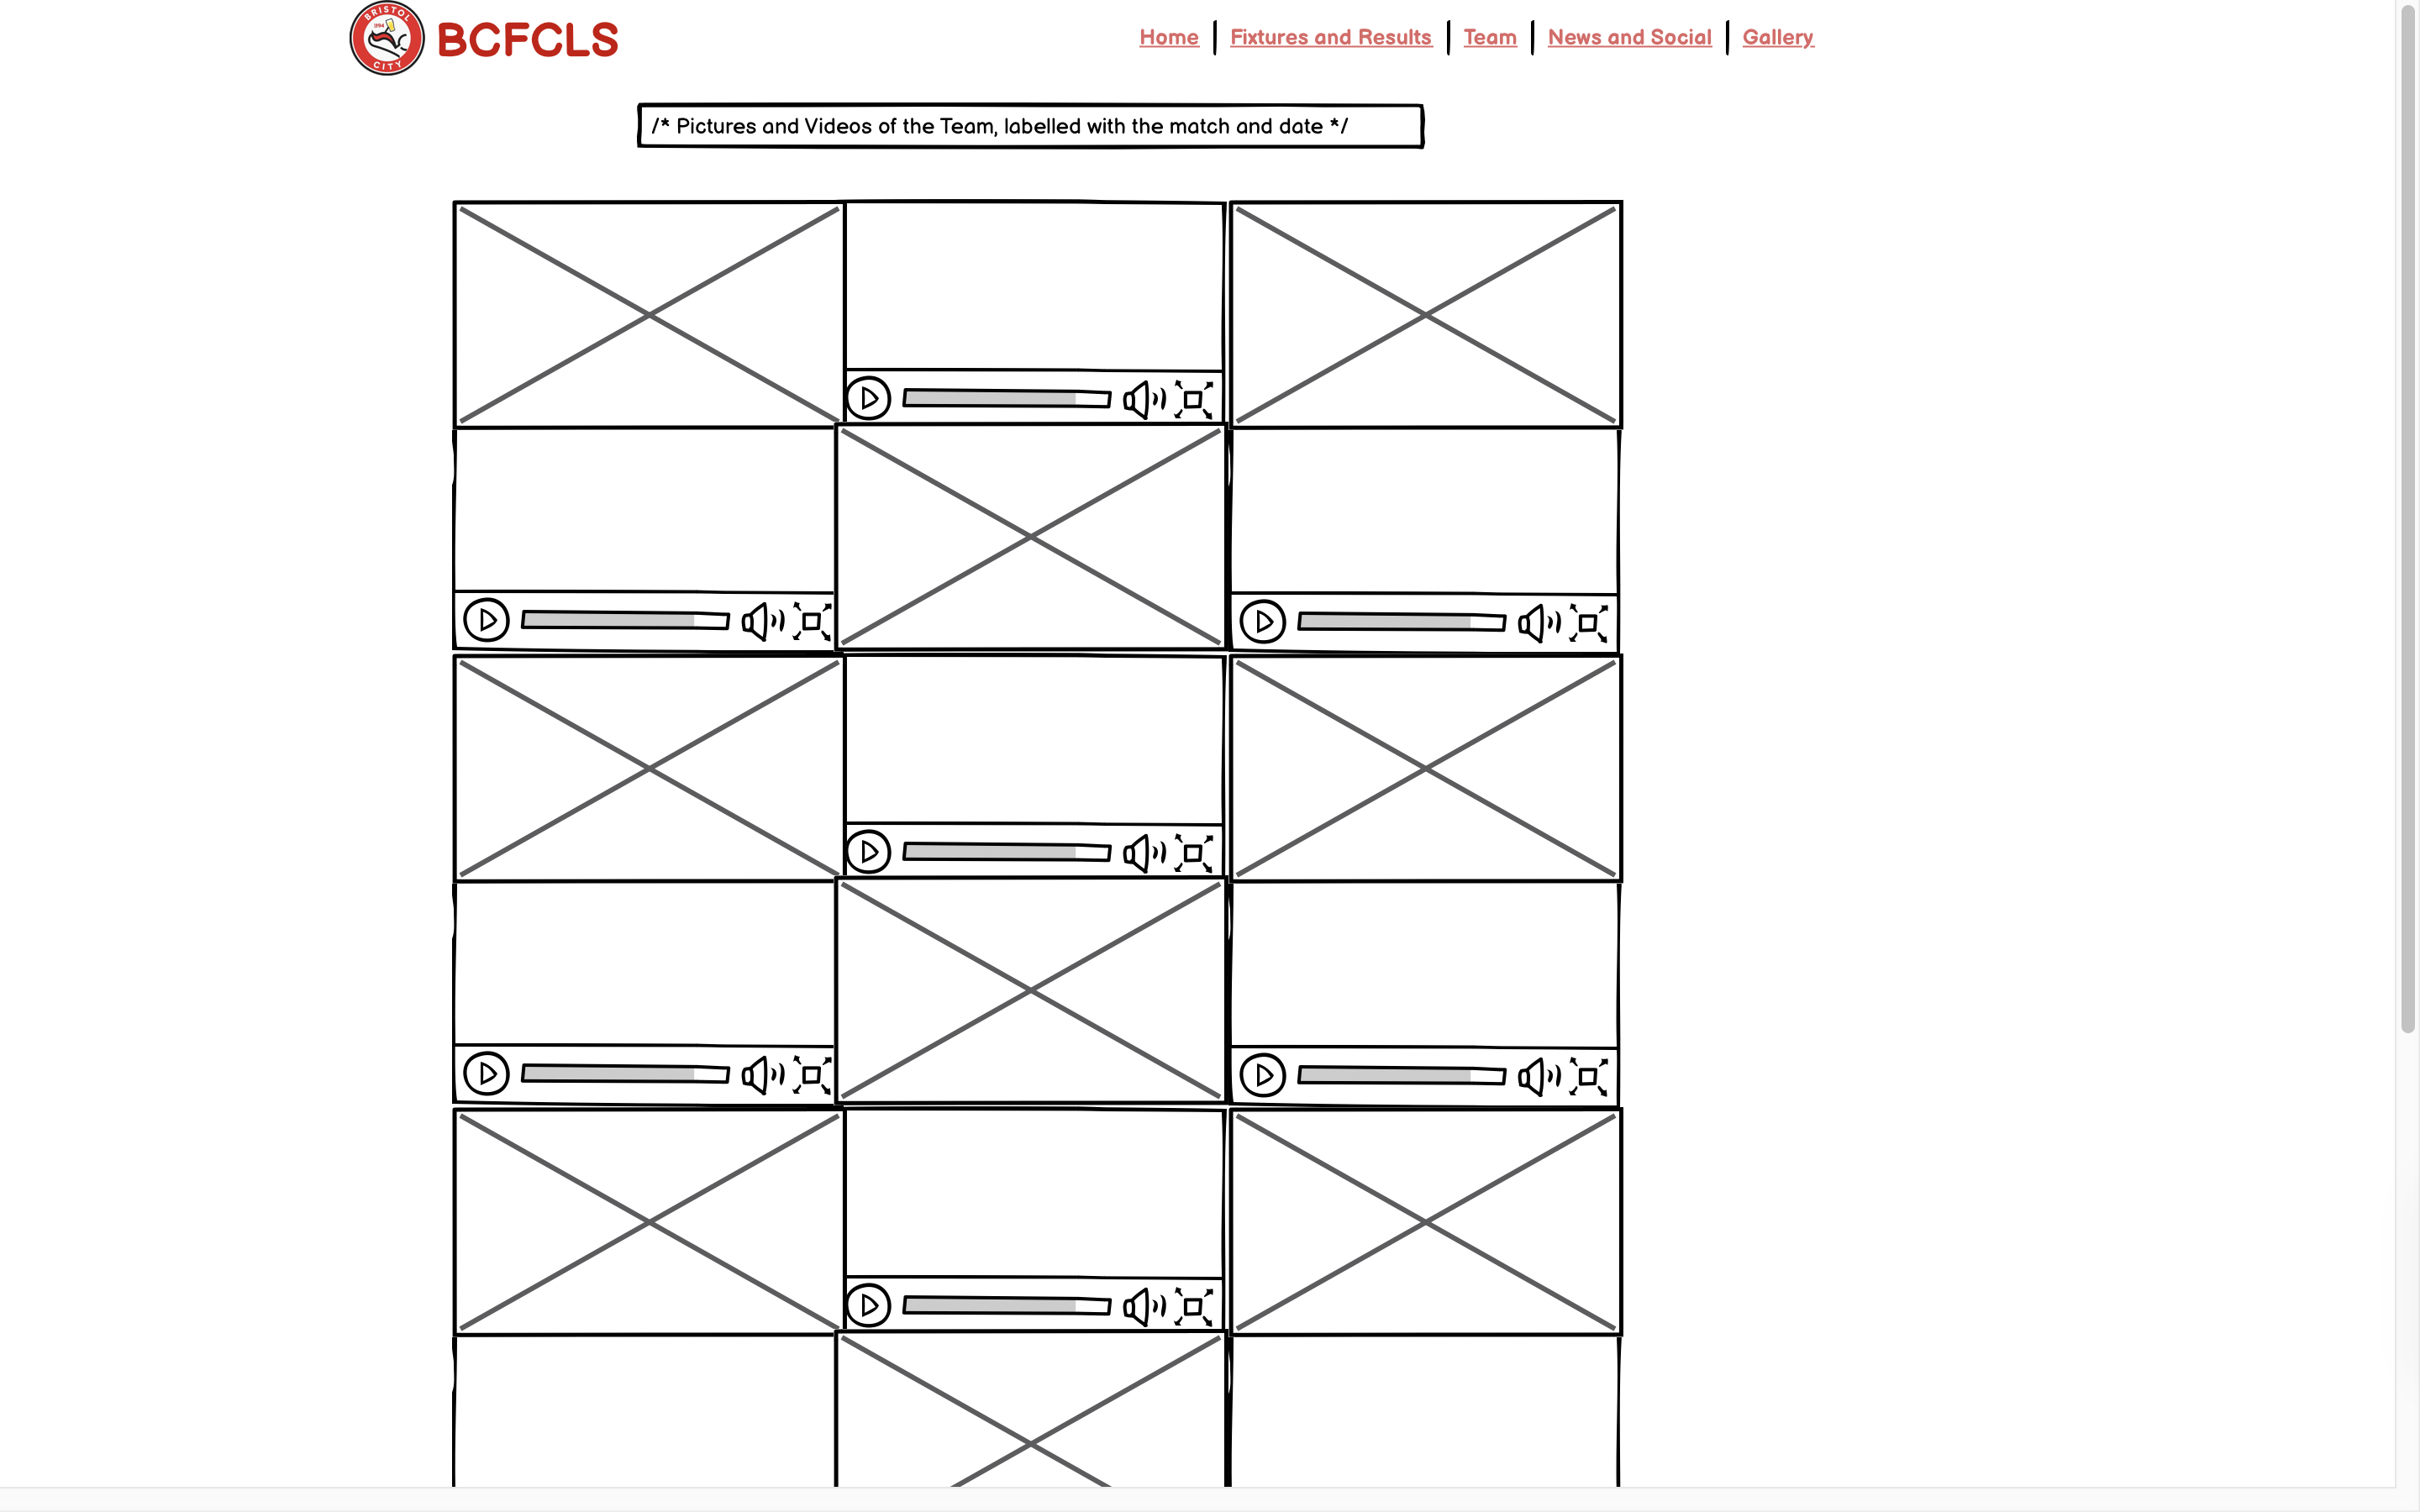 BRISTOL
1894
CITY
BCFCLS
Home
Fixtures and Results
Team
News and Social
Gallery
/* Pictures and Videos of the Team, labelled with the match and date */